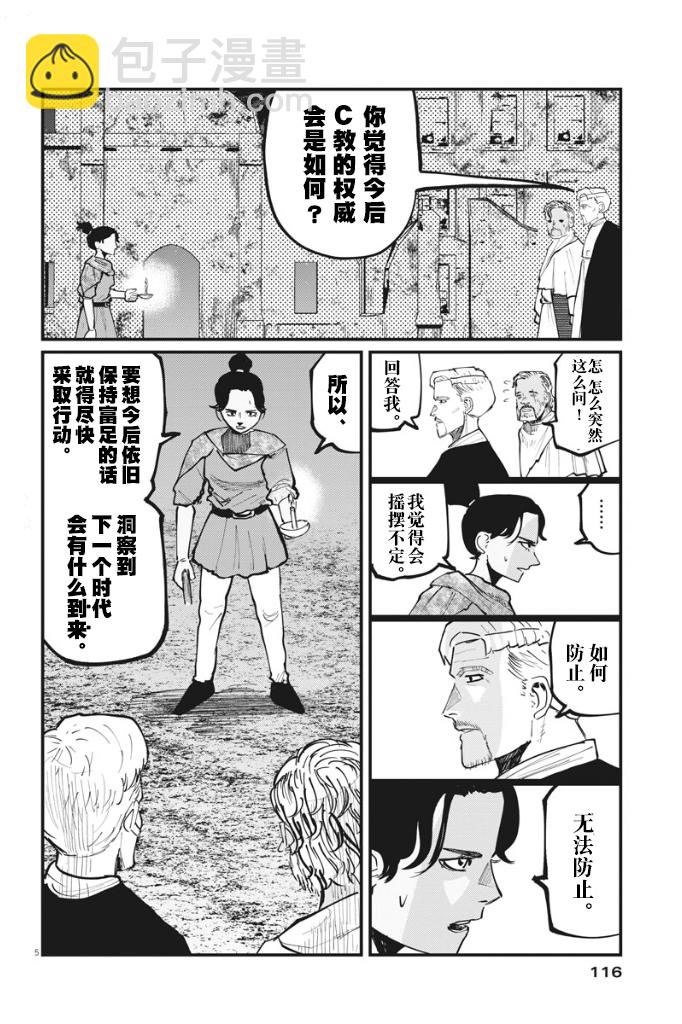 包子漫畫
你觉得今后
C教的权威
会是如何？
怎 怎么突然
这么问！
回答我。
……
我觉得会
摇摆不定。
如何
防止。
无法防止。
所以、
要想今后依旧
保持富足的话
就得尽快
采取行动。
洞察到
下一个时代
会有什么到来。
5
116